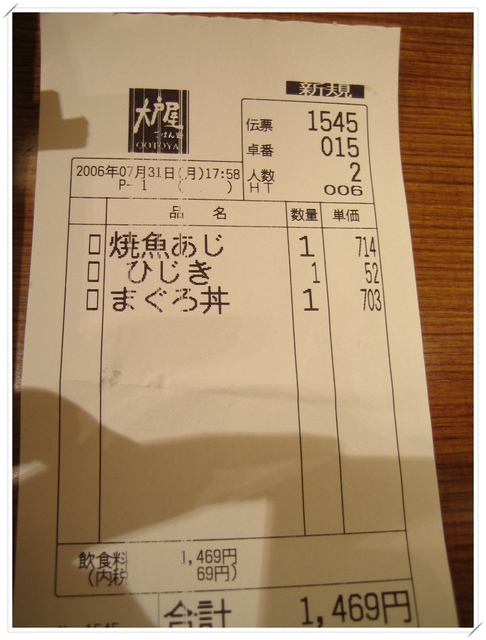 新規
大戸屋
ごはん処
OOTOYA
伝票 1545
卓番 015
人数 2
HT 006
2006年07月31日(月)17:58
P- 1 ( )
品名 数量 単価
焼魚あじ 1 714
ひじき 1 52
まぐろ丼 1 703
飲食料 1,469円
(内税 69円)
合計 1,469円
1545